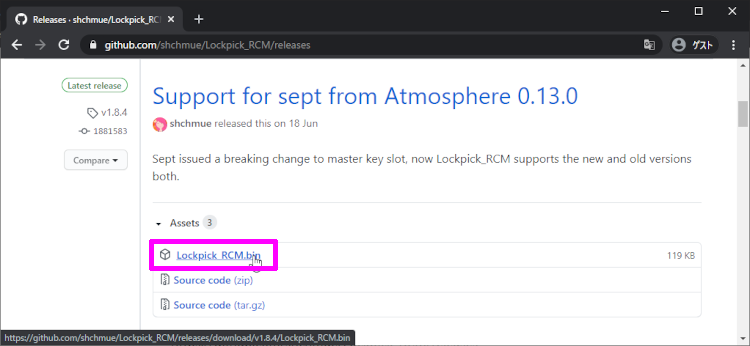 Releases · shchmue/Lockpick_RC
github.com/shchmue/Lockpick_RCM/releases
ゲスト
Latest release
v1.8.4
1881583
Compare
Support for sept from Atmosphere 0.13.0
shchmue released this on 18 Jun
Sept issued a breaking change to master key slot, now Lockpick_RCM supports the new and old versions
both.
Assets 3
Lockpick_RCM.bin
119 KB
Source code (zip)
Source code (tar.gz)
https://github.com/shchmue/Lockpick_RCM/releases/download/v1.8.4/Lockpick_RCM.bin